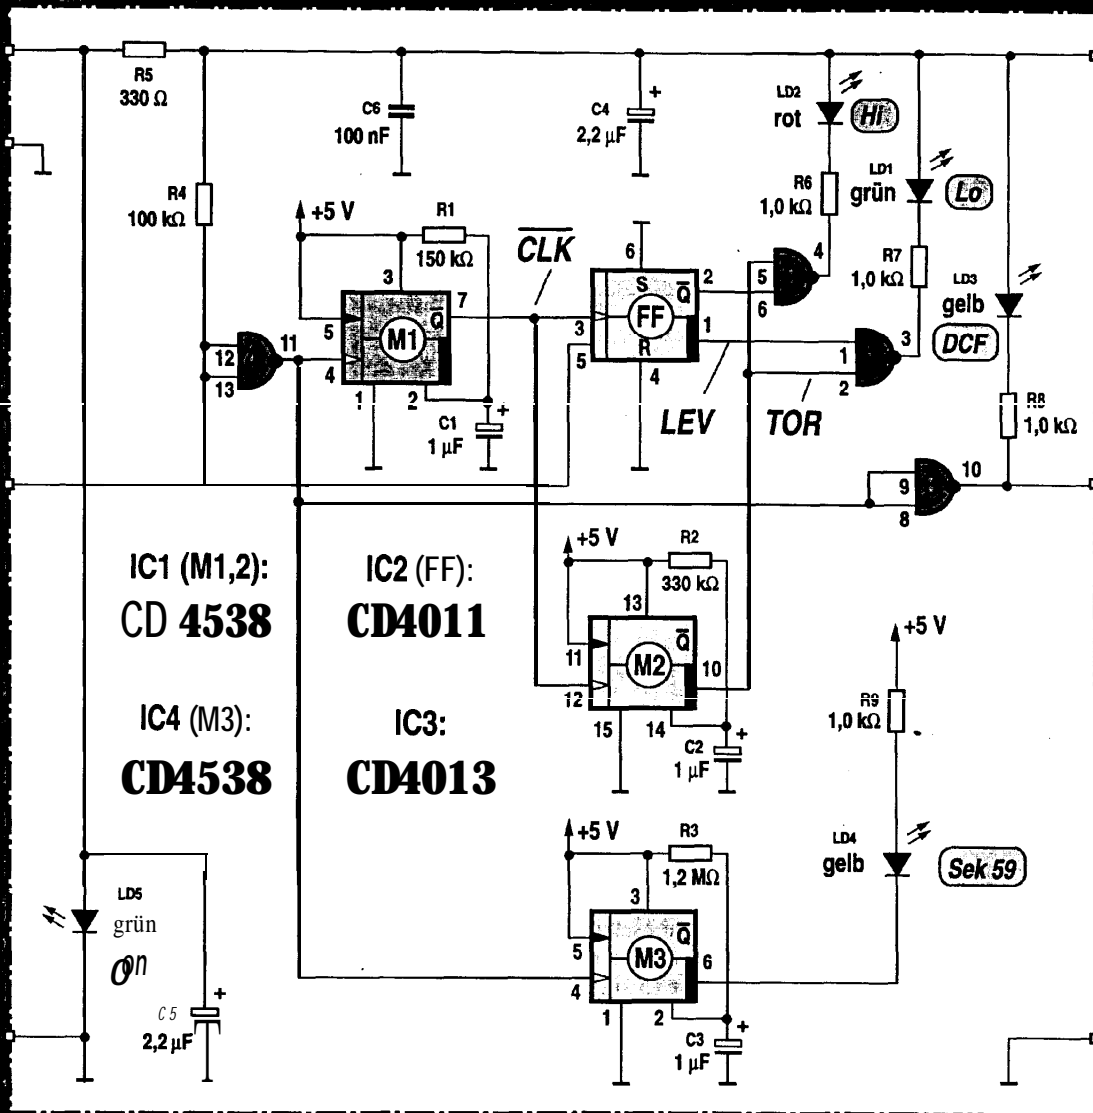 R5
330 Ω
C6
100 nF
C4
+
2,2 µF
LD2
rot
Hi
LD1
grün
Lo
R4
100 kΩ
+5 V
R1
150 kΩ
CLK
R6
1,0 kΩ
R7
1,0 kΩ
LD3
gelb
DCF
3
7
Q
5
M1
4
1
2
C1
+
1 µF
6
S
2
Q
3
FF
1
5
R
4
4
5
6
3
1
2
11
12
13
LEV
TOR
R8
1,0 kΩ
10
9
8
IC1 (M1,2):
CD 4538
IC2 (FF):
CD4011
IC4 (M3):
CD4538
IC3:
CD4013
+5 V
R2
330 kΩ
13
Q
11
M2
10
12
15
14
C2
+
1 µF
+5 V
R9
1,0 kΩ
LD4
gelb
Sek 59
+5 V
R3
1,2 MΩ
3
Q
5
M3
6
4
1
2
C3
+
1 µF
LD5
grün
On
C5
+
2,2 µF